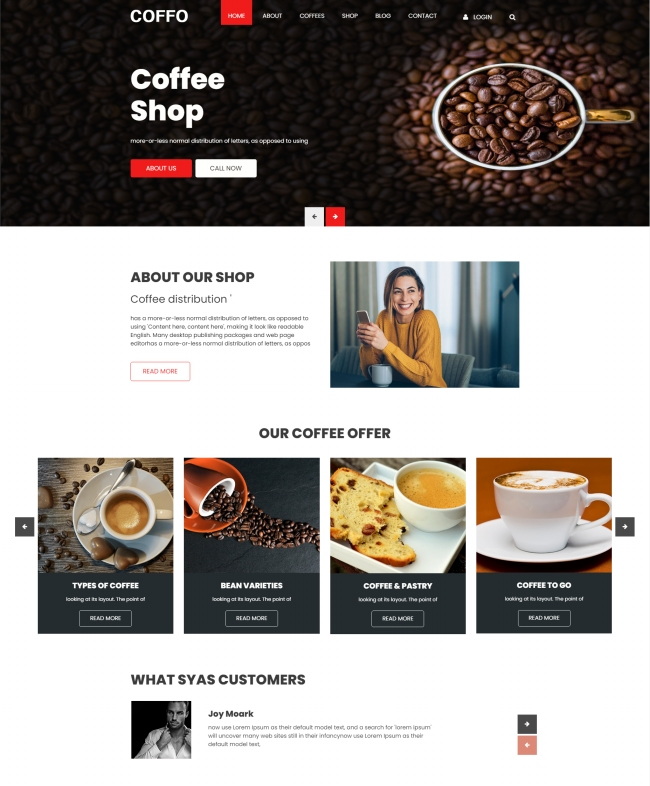 COFFO
HOME ABOUT COFFEES SHOP BLOG CONTACT LOGIN
Coffee
Shop
more-or-less normal distribution of letters, as opposed to using
ABOUT US CALL NOW
ABOUT OUR SHOP
Coffee distribution '
has a more-or-less normal distribution of letters, as opposed to
using 'Content here, content here', making it look like readable
English. Many desktop publishing packages and web page
editorhas a more-or-less normal distribution of letters, as oppos
READ MORE
OUR COFFEE OFFER
TYPES OF COFFEE
looking at its layout. The point of
READ MORE
BEAN VARIETIES
looking at its layout. The point of
READ MORE
COFFEE & PASTRY
looking at its layout. The point of
READ MORE
COFFEE TO GO
looking at its layout. The point of
READ MORE
WHAT SYAS CUSTOMERS
Joy Moark
now use Lorem Ipsum as their default model text, and a search for 'lorem ipsum'
will uncover many web sites still in their infancynow use Lorem Ipsum as their
default model text,